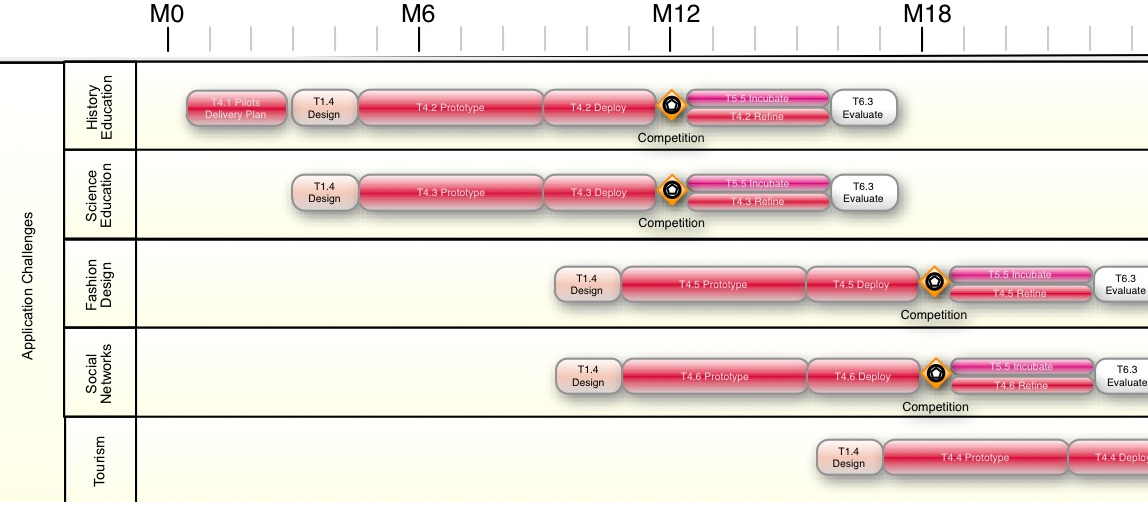 M0 M6 M12 M18
Application Challenges
History
Education
T4.1 Pilots
Delivery Plan
T1.4
Design
T4.2 Prototype
T4.2 Deploy
Competition
T5.5 Incubate
T4.2 Refine
T6.3
Evaluate
Science
Education
T1.4
Design
T4.3 Prototype
T4.3 Deploy
Competition
T5.5 Incubate
T4.3 Refine
T6.3
Evaluate
Fashion
Design
T1.4
Design
T4.5 Prototype
T4.5 Deploy
Competition
T5.5 Incubate
T4.5 Refine
T6.3
Evaluate
Social
Networks
T1.4
Design
T4.6 Prototype
T4.6 Deploy
Competition
T5.5 Incubate
T4.6 Refine
T6.3
Evaluate
Tourism
T1.4
Design
T4.4 Prototype
T4.4 Deploy